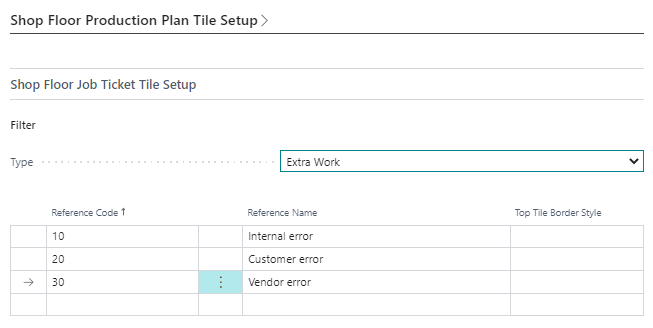 Shop Floor Production Plan Tile Setup >
Shop Floor Job Ticket Tile Setup
Filter
Type Extra Work
Reference Code ↑ Reference Name Top Tile Border Style
10 Internal error
20 Customer error
→ 30 ⋮ Vendor error